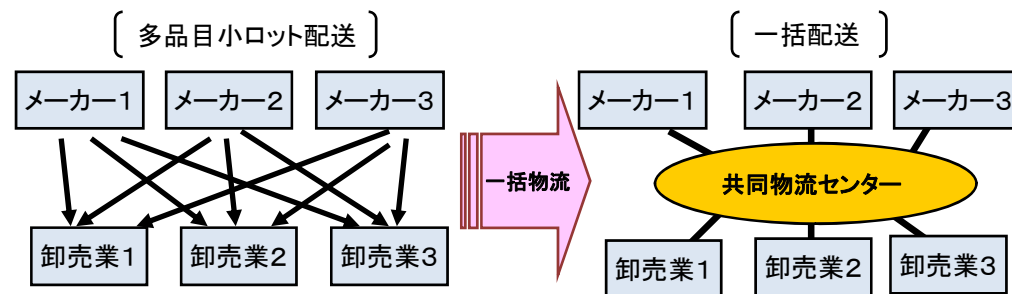 多品目小ロット配送
一括配送
メーカー1
メーカー2
メーカー3
メーカー1
メーカー2
メーカー3
一括物流
共同物流センター
卸売業1
卸売業2
卸売業3
卸売業1
卸売業2
卸売業3